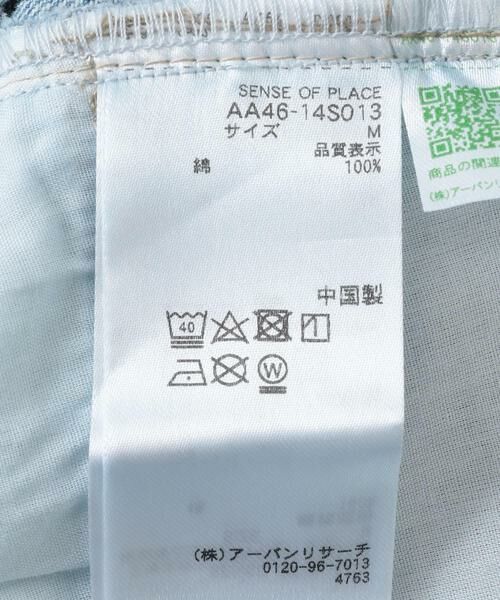 SENSE OF PLACE
AA46-14S013
サイズ M
品質表示
綿 100%
中国製
40
W
(株)アーバンリサーチ
0120-96-7013
4763
商品の関連
(株)アーバンリ